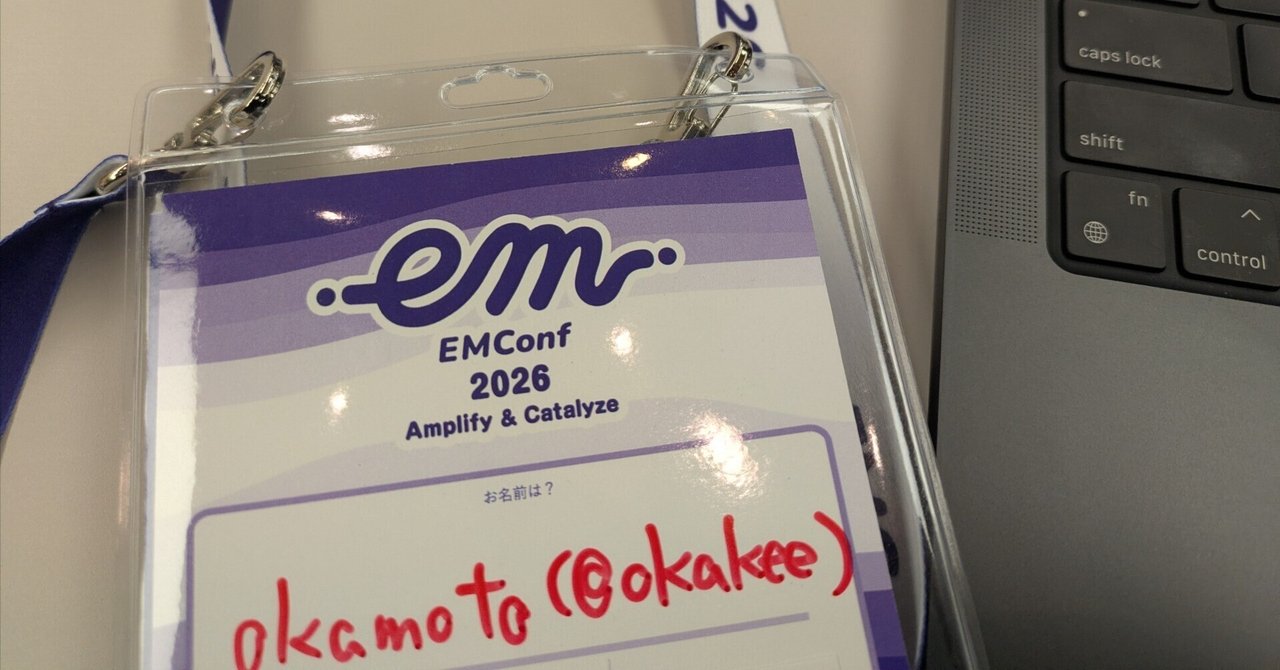 em
EMConf
2026
Amplify & Catalyze
お名前は？
okamoto (@okakee)
caps lock
shift
fn
control